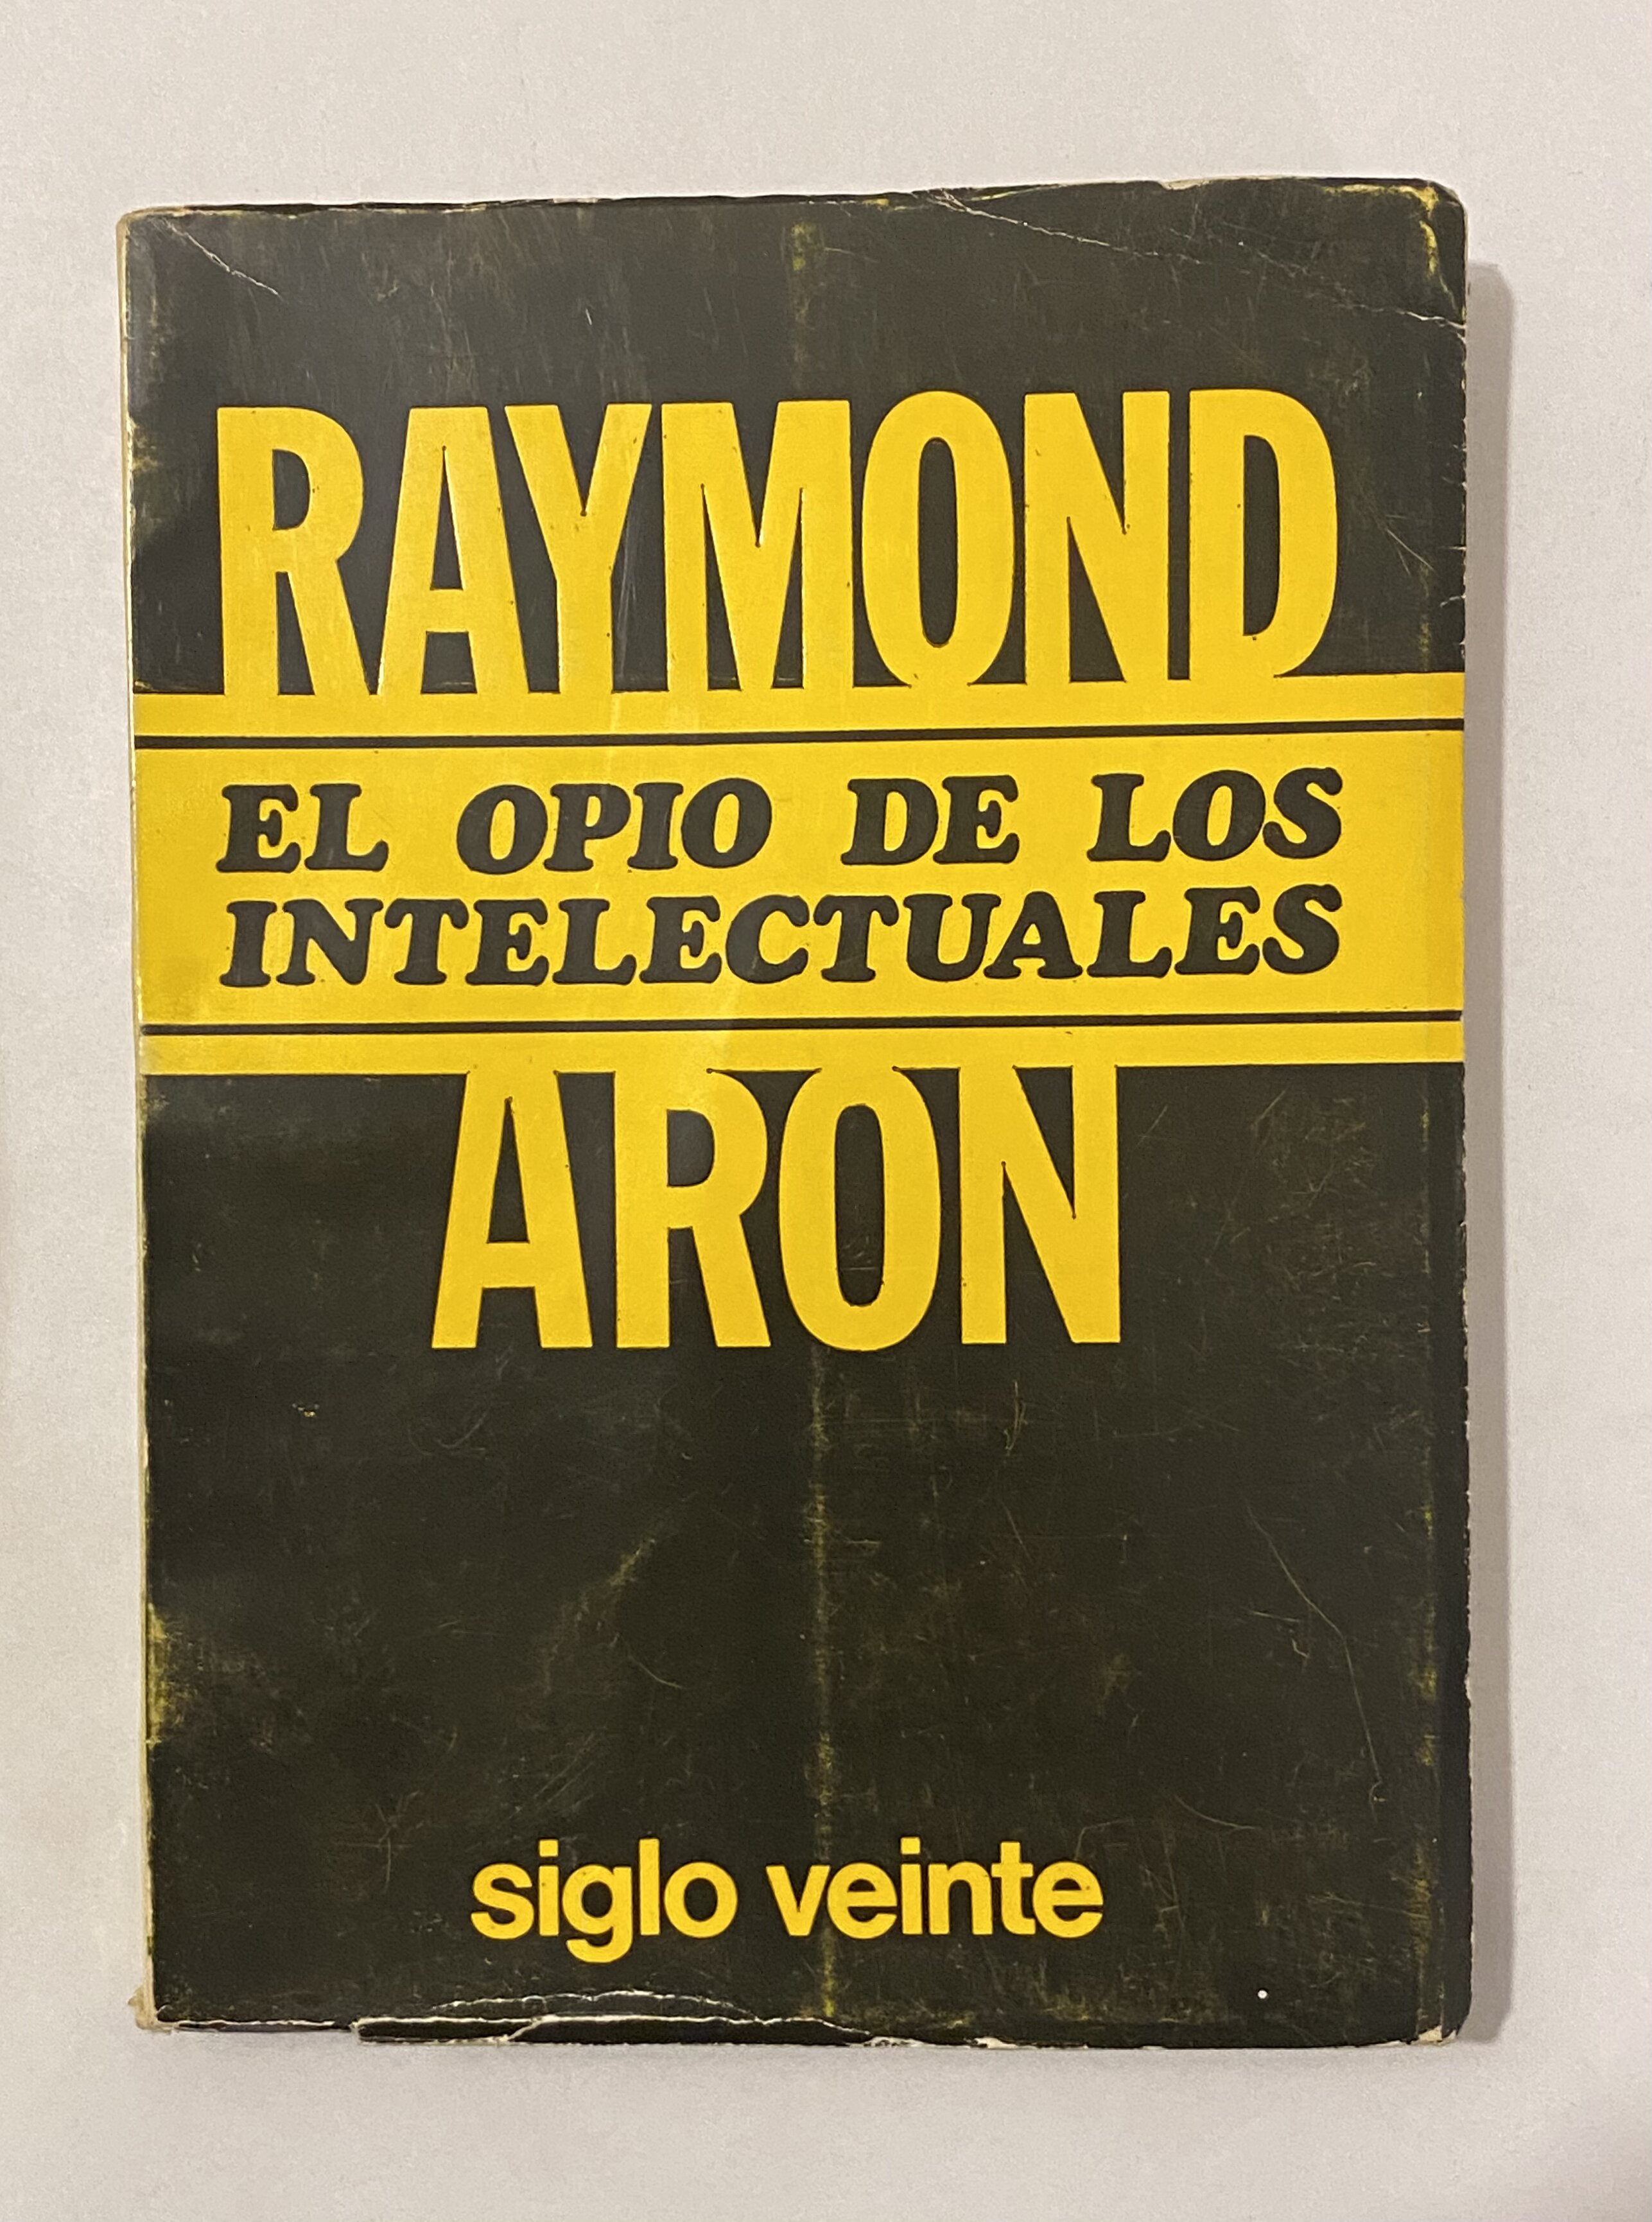 RAYMOND
EL OPIO DE LOS
INTELECTUALES
ARON
siglo veinte